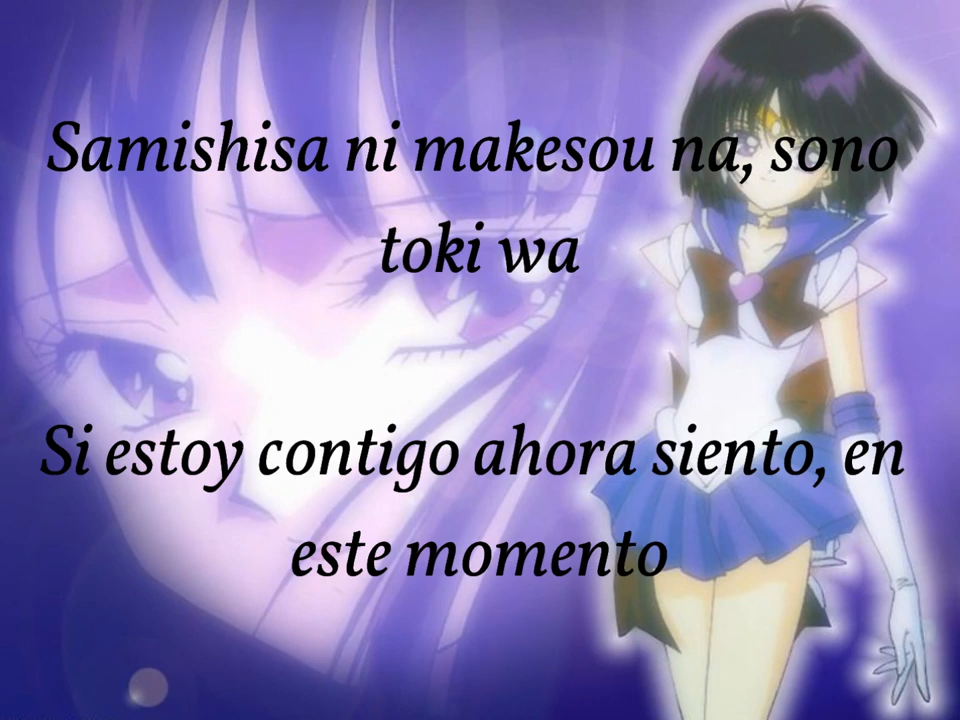 Samishisa ni makesou na, sono
toki wa
Si estoy contigo ahora siento, en
este momento